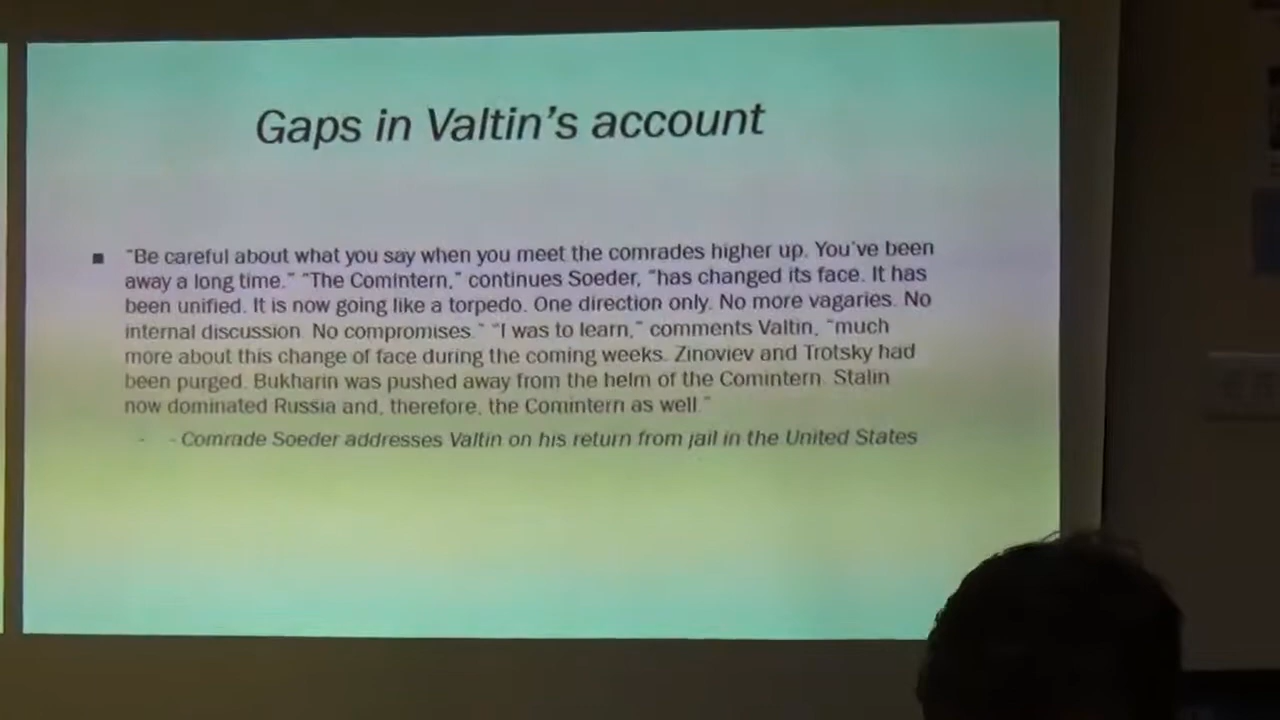 Gaps in Valtin's account
■ "Be careful about what you say when you meet the comrades higher up. You've been
away a long time." "The Comintern," continues Soeder, "has changed its face. It has
been unified. It is now going like a torpedo. One direction only. No more vagaries. No
internal discussion. No compromises." "I was to learn," comments Valtin, "much
more about this change of face during the coming weeks. Zinoviev and Trotsky had
been purged. Bukharin was pushed away from the helm of the Comintern. Stalin
now dominated Russia and, therefore, the Comintern as well."
- - Comrade Soeder addresses Valtin on his return from jail in the United States